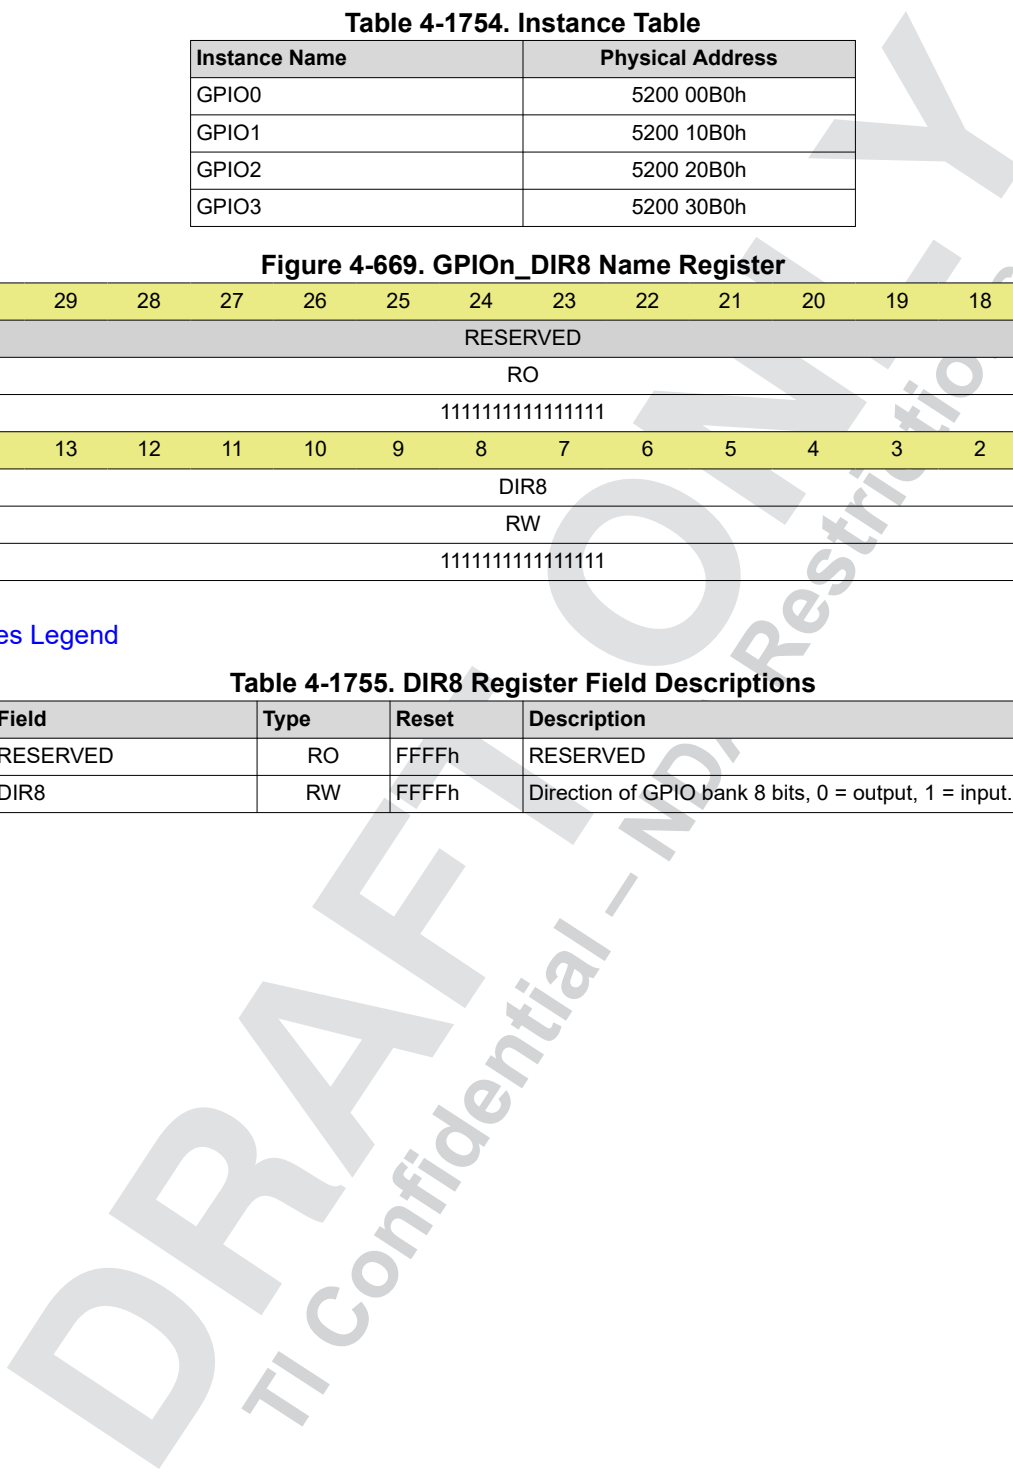 Table 4-1754. Instance Table
Instance Name Physical Address
GPIO0 5200 00B0h
GPIO1 5200 10B0h
GPIO2 5200 20B0h
GPIO3 5200 30B0h
Figure 4-669. GPIOn_DIR8 Name Register
29 28 27 26 25 24 23 22 21 20 19 18
RESERVED
RO
1111111111111111
13 12 11 10 9 8 7 6 5 4 3 2
DIR8
RW
1111111111111111
es Legend
Table 4-1755. DIR8 Register Field Descriptions
Field Type Reset Description
RESERVED RO FFFFh RESERVED
DIR8 RW FFFFh Direction of GPIO bank 8 bits, 0 = output, 1 = input.
DRAFT ONLY
TI Confidential – NDA Restrictio